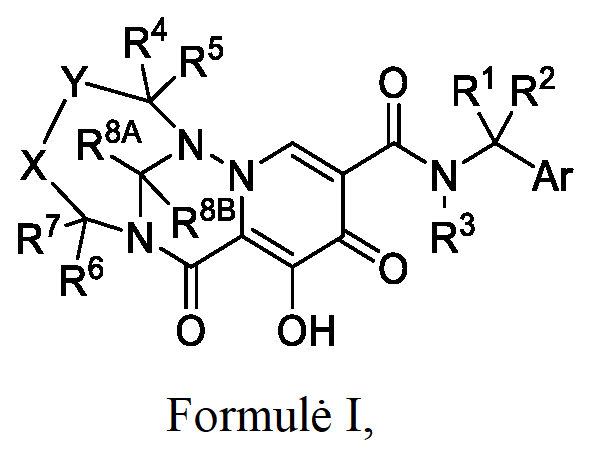 R⁴
Y R⁵
O R¹ R²
R⁸ᴬ N
X N N Ar
R⁸ᴮ R³
R⁷ N
R⁶ O
O OH
Formulė I,